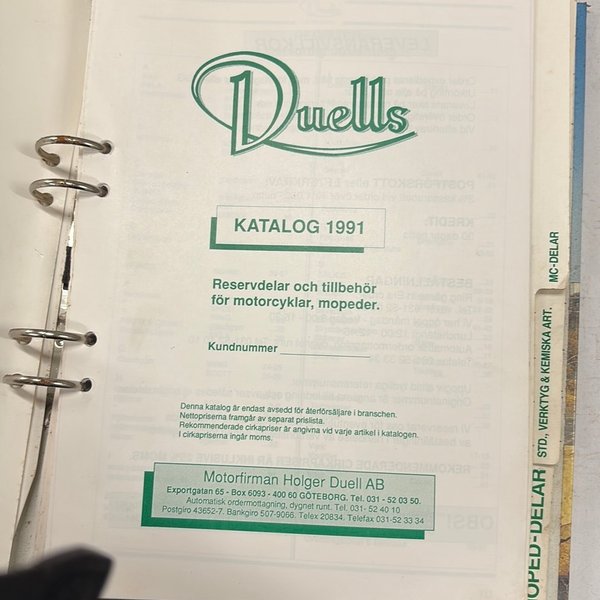 Duells
KATALOG 1991
Reservdelar och tillbehör
för motorcyklar, mopeder.
Kundnummer
Denna katalog är endast avsedd för återförsäljare i branschen.
Nettopriserna framgår av separat prislista.
Rekommenderade cirkapriser är angivna vid varje artikel i katalogen.
I cirkapriserna ingår moms.
Motorfirman Holger Duell AB
Exportgatan 65 - Box 6093 - 400 60 GÖTEBORG. Tel. 031 - 52 03 50.
Automatisk ordermottagning, dygnet runt. Tel. 031- 52 40 10
Postgiro 43652-7. Bankgiro 507-9066. Telex 20834. Telefax 031-52 33 34
MC-DELAR
STD., VERKTYG & KEMISKA ART.
OPED-DELAR